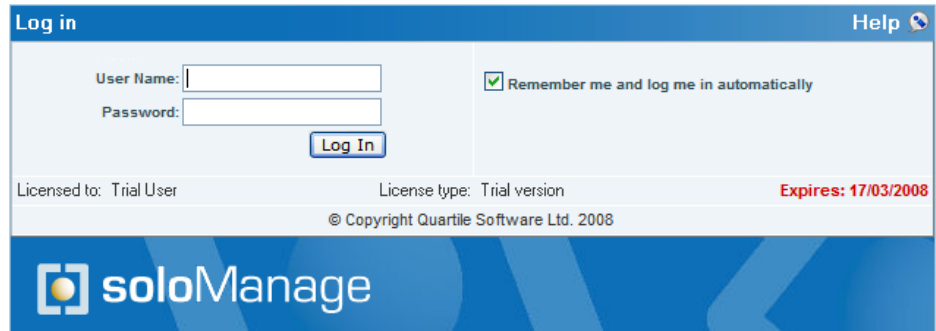 Log in Help
User Name:
Remember me and log me in automatically
Password:
Log In
Licensed to: Trial User License type: Trial version Expires: 17/03/2008
© Copyright Quartile Software Ltd. 2008
soloManage